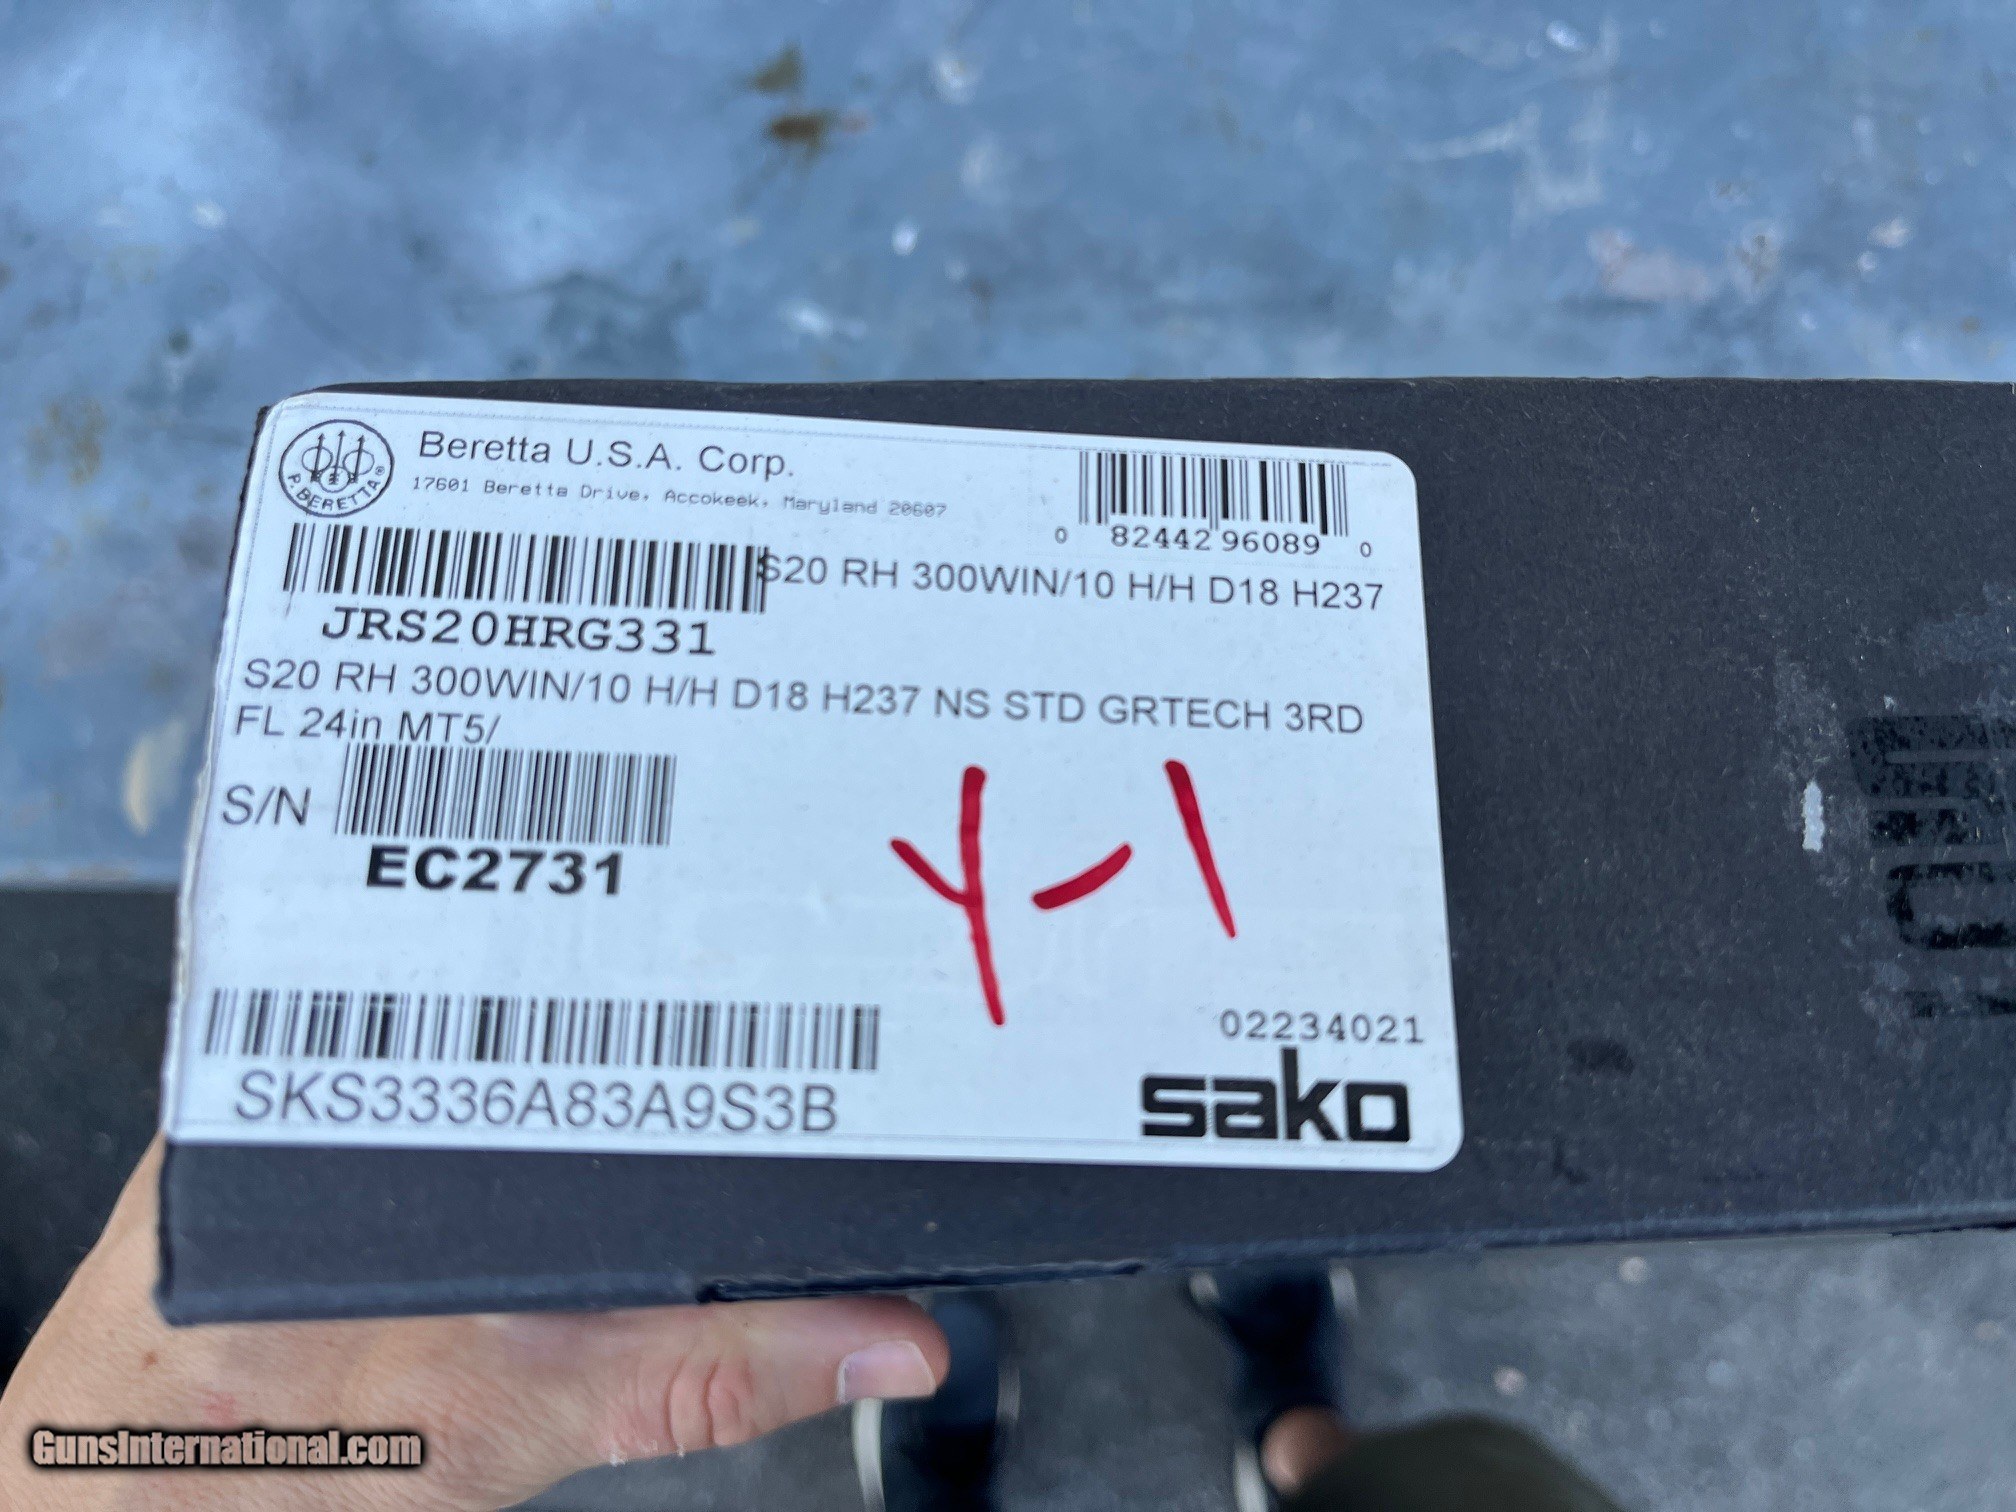 Beretta U.S.A. Corp.
17601 Beretta Drive, Accokeek, Maryland 20607
P. BERETTA®
0 82442 96089 0
S20 RH 300WIN/10 H/H D18 H237
JRS20HRG331
S20 RH 300WIN/10 H/H D18 H237 NS STD GRTECH 3RD
FL 24in MT5/
S/N
EC2731
Y-1
02234021
SKS3336A83A9S3B
sako
GunsInternational.com